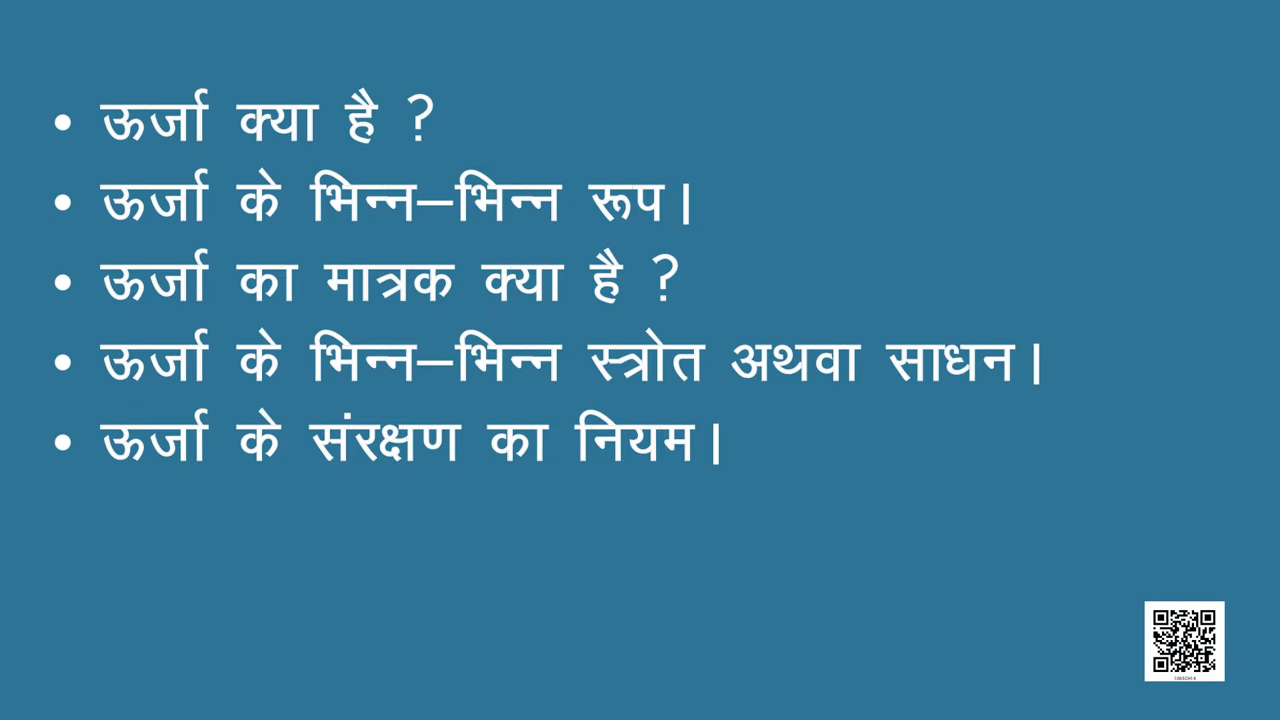 • ऊर्जा क्या है ?
• ऊर्जा के भिन्न–भिन्न रूप।
• ऊर्जा का मात्रक क्या है ?
• ऊर्जा के भिन्न–भिन्न स्त्रोत अथवा साधन।
• ऊर्जा के संरक्षण का नियम।